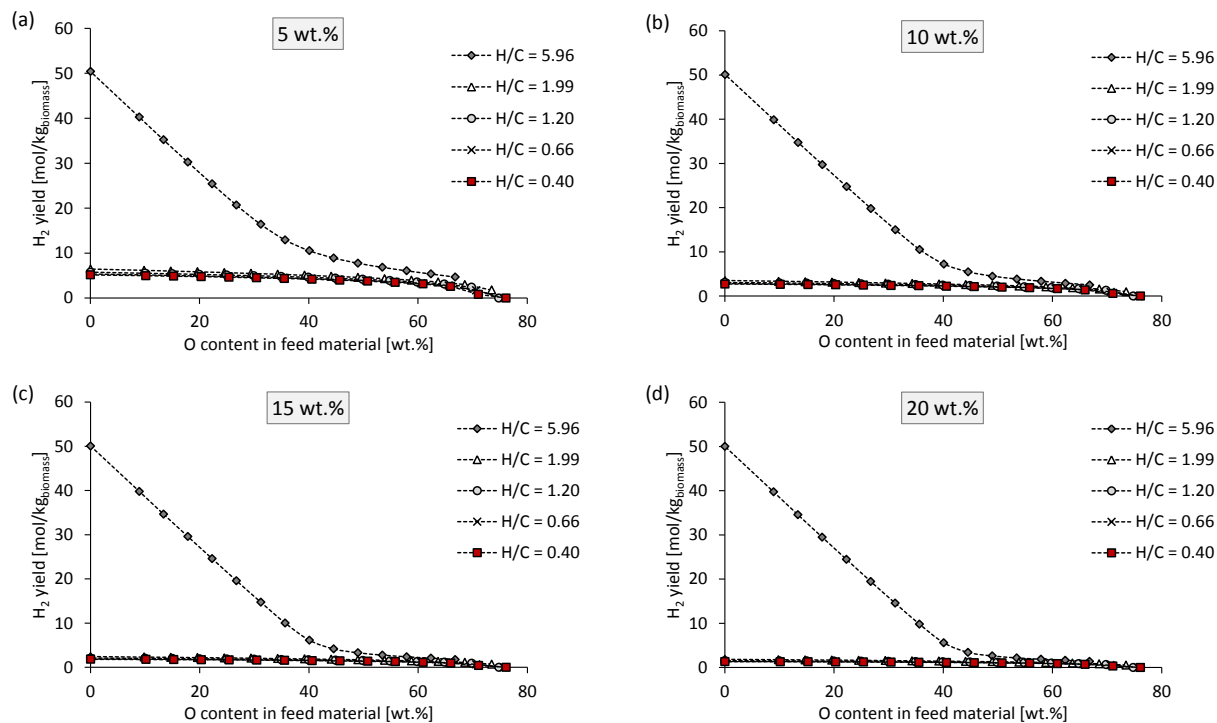 (a)
5 wt.%
H₂ yield [mol/kg_biomass]
60
50
40
30
20
10
0
0 20 40 60 80
O content in feed material [wt.%]
H/C = 5.96
H/C = 1.99
H/C = 1.20
H/C = 0.66
H/C = 0.40
(b)
10 wt.%
H₂ yield [mol/kg_biomass]
60
50
40
30
20
10
0
0 20 40 60 80
O content in feed material [wt.%]
H/C = 5.96
H/C = 1.99
H/C = 1.20
H/C = 0.66
H/C = 0.40
(c)
15 wt.%
H₂ yield [mol/kg_biomass]
60
50
40
30
20
10
0
0 20 40 60 80
O content in feed material [wt.%]
H/C = 5.96
H/C = 1.99
H/C = 1.20
H/C = 0.66
H/C = 0.40
(d)
20 wt.%
H₂ yield [mol/kg_biomass]
60
50
40
30
20
10
0
0 20 40 60 80
O content in feed material [wt.%]
H/C = 5.96
H/C = 1.99
H/C = 1.20
H/C = 0.66
H/C = 0.40